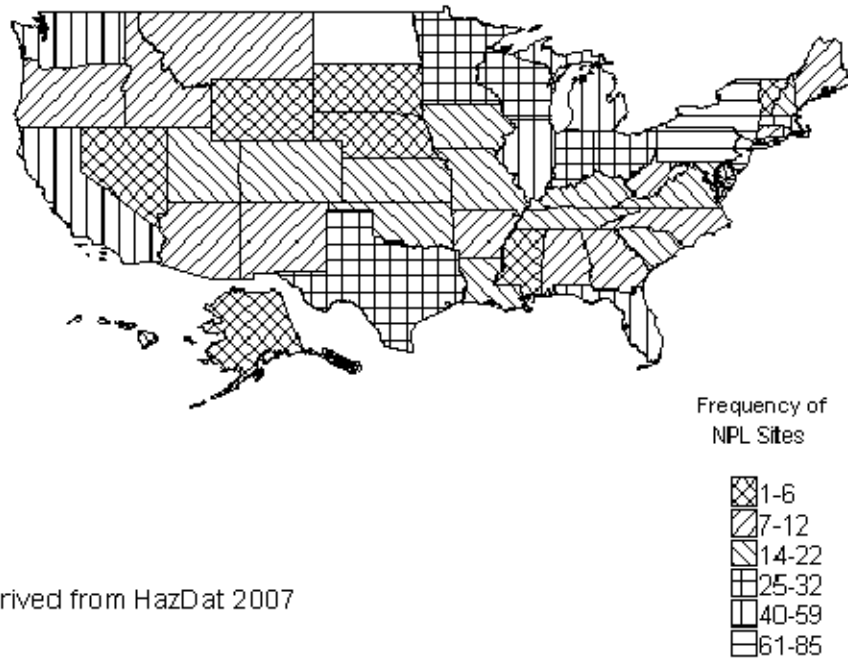 Frequency of
NPL Sites
1-6
7-12
14-22
25-32
40-59
61-85
rived from HazDat 2007